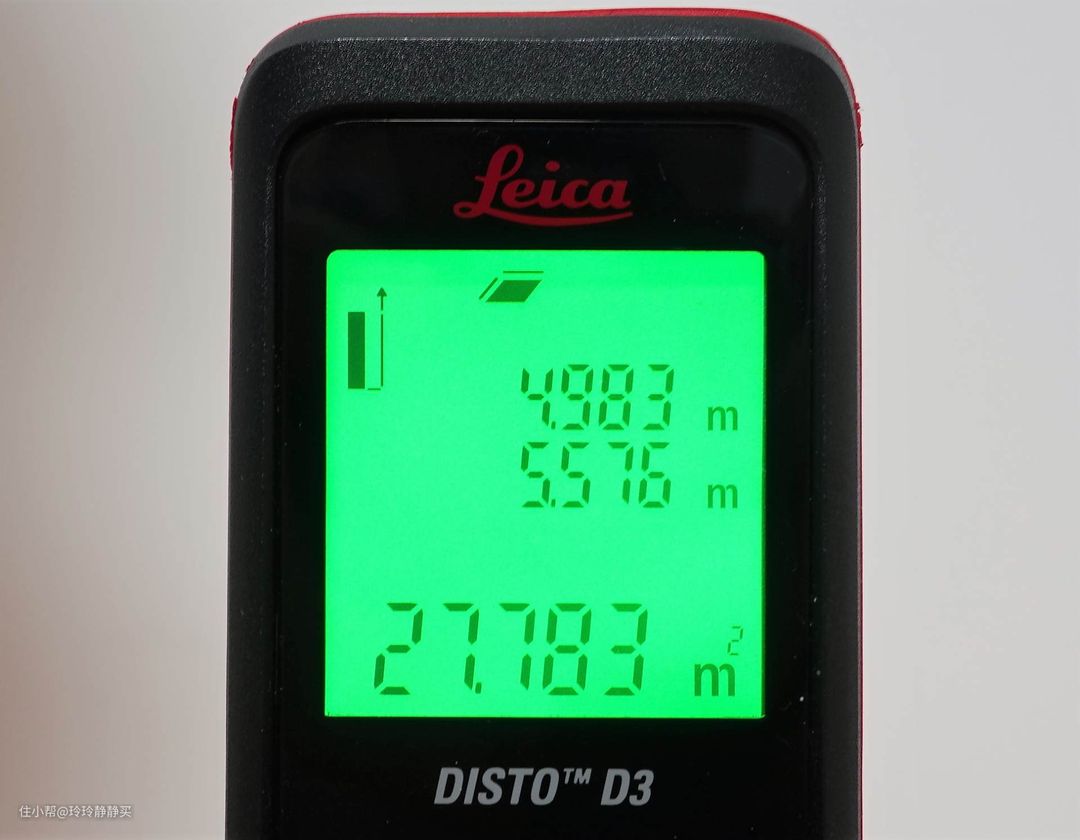 Leica
4.983 m
5.576 m
27.783 m²
DISTO™ D3
住小帮@玲玲静静买